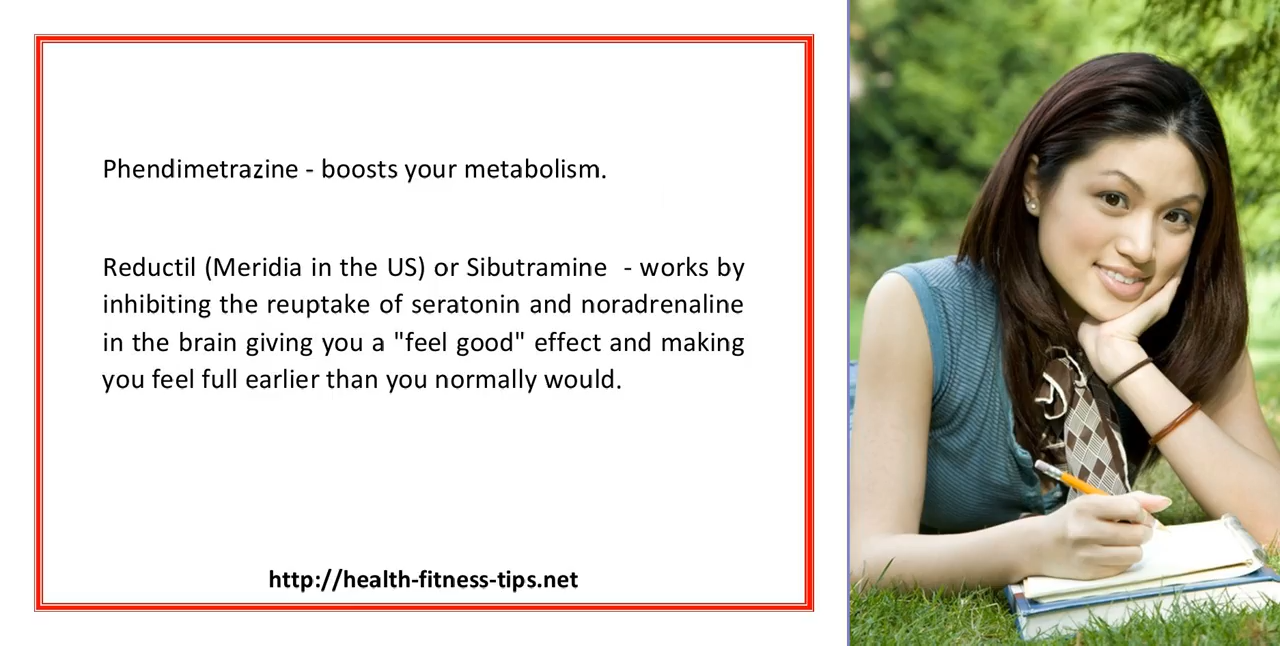 Phendimetrazine - boosts your metabolism.
Reductil (Meridia in the US) or Sibutramine - works by
inhibiting the reuptake of seratonin and noradrenaline
in the brain giving you a "feel good" effect and making
you feel full earlier than you normally would.
http://health-fitness-tips.net